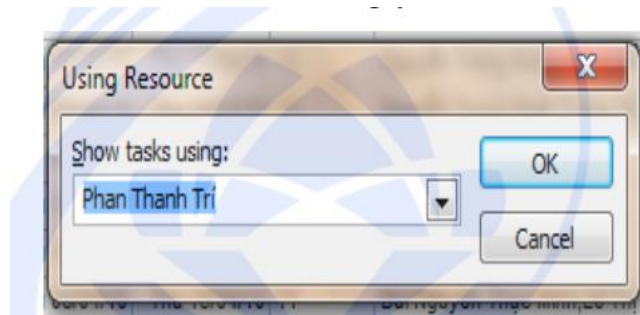 Using Resource
Show tasks using:
Phan Thanh Trí
OK
Cancel